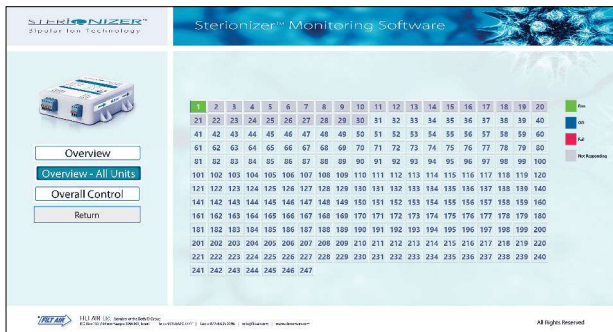 STERIONIZER™
Bipolar Ion Technology
Sterionizer™ Monitoring Software
Overview
Overview - All Units
Overall Control
Return
1 2 3 4 5 6 7 8 9 10 11 12 13 14 15 16 17 18 19 20
21 22 23 24 25 26 27 28 29 30 31 32 33 34 35 36 37 38 39 40
41 42 43 44 45 46 47 48 49 50 51 52 53 54 55 56 57 58 59 60
61 62 63 64 65 66 67 68 69 70 71 72 73 74 75 76 77 78 79 80
81 82 83 84 85 86 87 88 89 90 91 92 93 94 95 96 97 98 99 100
101 102 103 104 105 106 107 108 109 110 111 112 113 114 115 116 117 118 119 120
121 122 123 124 125 126 127 128 129 130 131 132 133 134 135 136 137 138 139 140
141 142 143 144 145 146 147 148 149 150 151 152 153 154 155 156 157 158 159 160
161 162 163 164 165 166 167 168 169 170 171 172 173 174 175 176 177 178 179 180
181 182 183 184 185 186 187 188 189 190 191 192 193 194 195 196 197 198 199 200
201 202 203 204 205 206 207 208 209 210 211 212 213 214 215 216 217 218 219 220
221 222 223 224 225 226 227 228 229 230 231 232 233 234 235 236 237 238 239 240
241 242 243 244 245 246 247
Run
Off
Fail
Not Responding
FILT AIR
FILT AIR Ltd.
All Rights Reserved